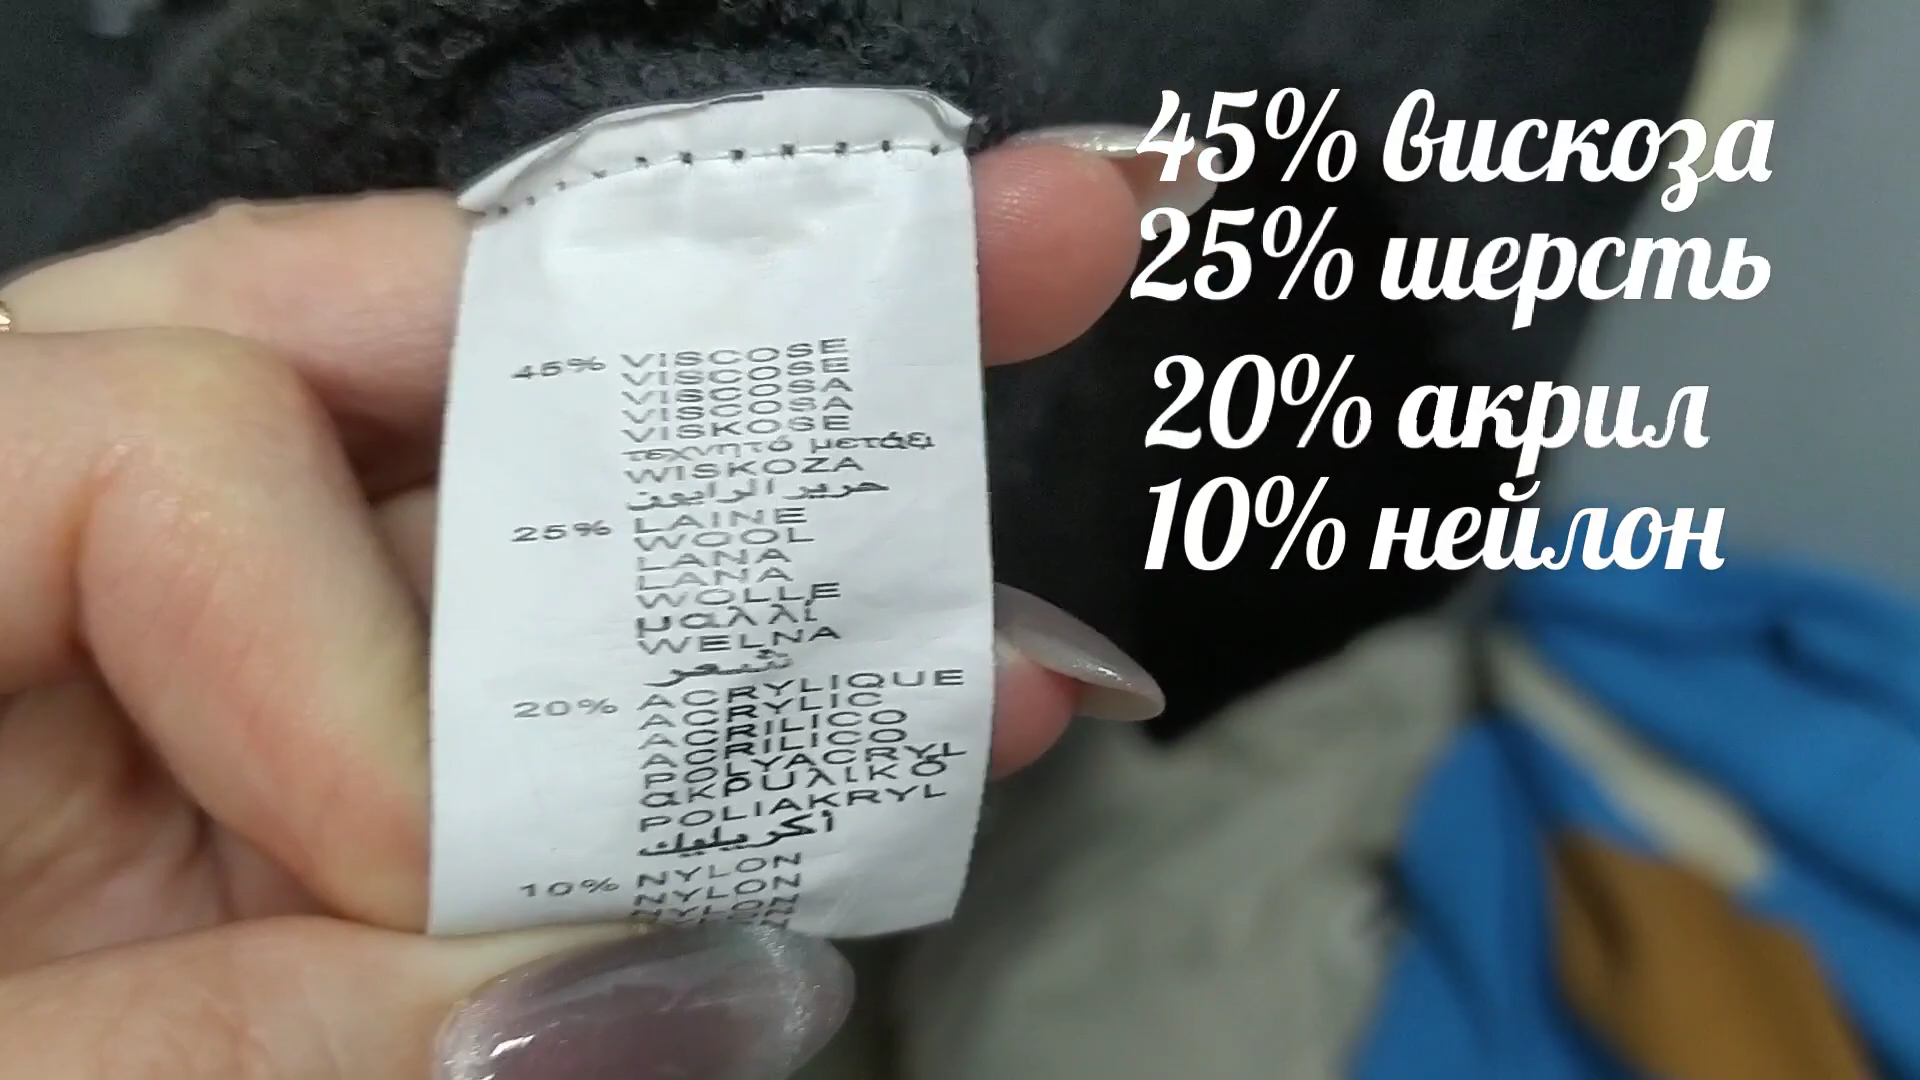 45% VISCOSE
VISCOSE
VISCOSA
VISCOSA
VISKOSE
τεχνητό μετάξι
WISKOZA
حرير الرايون
25% LAINE
WOOL
LANA
LANA
WOLLE
μαλλί
WELNA
شعر
20% ACRYLIQUE
ACRYLIC
ACRILICO
ACRILICO
POLYACRYL
POLIAKRYL
أكريليك
10% NYLON
NYLON
45% вискоза
25% шерсть
20% акрил
10% нейлон